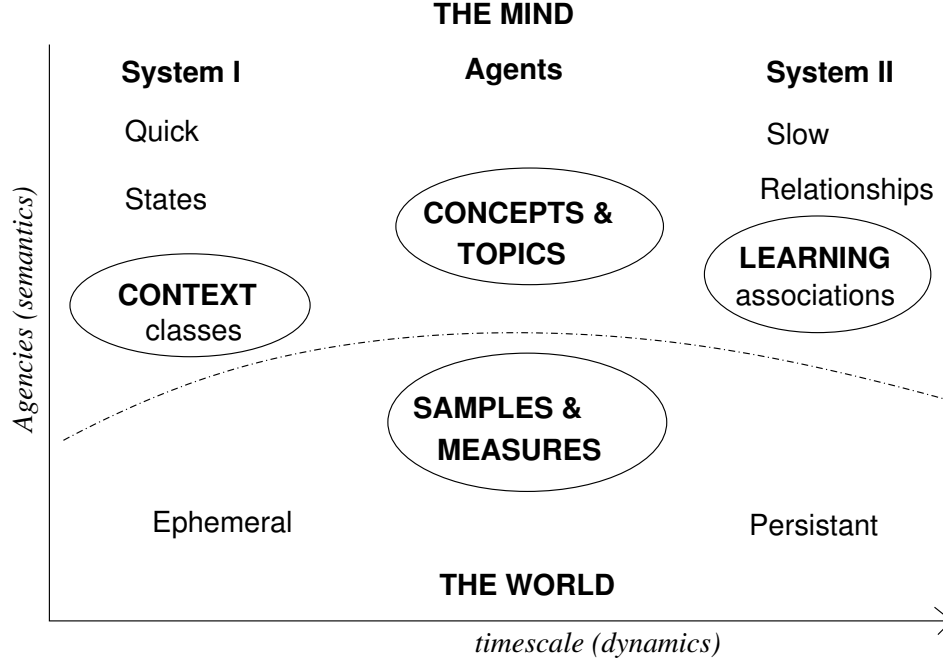 THE MIND
System I
Agents
System II
Quick
Slow
States
Relationships
CONCEPTS &
TOPICS
LEARNING
associations
CONTEXT
classes
SAMPLES &
MEASURES
Ephemeral
Persistant
THE WORLD
timescale (dynamics)
Agencies (semantics)